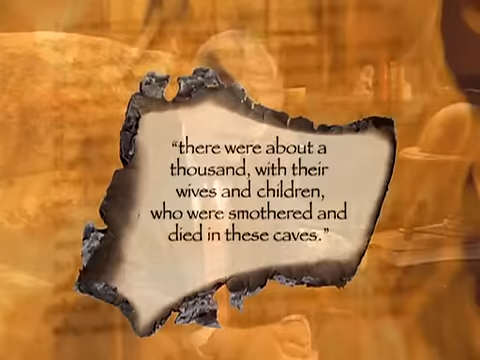 “there were about a
thousand, with their
wives and children,
who were smothered and
died in these caves.”